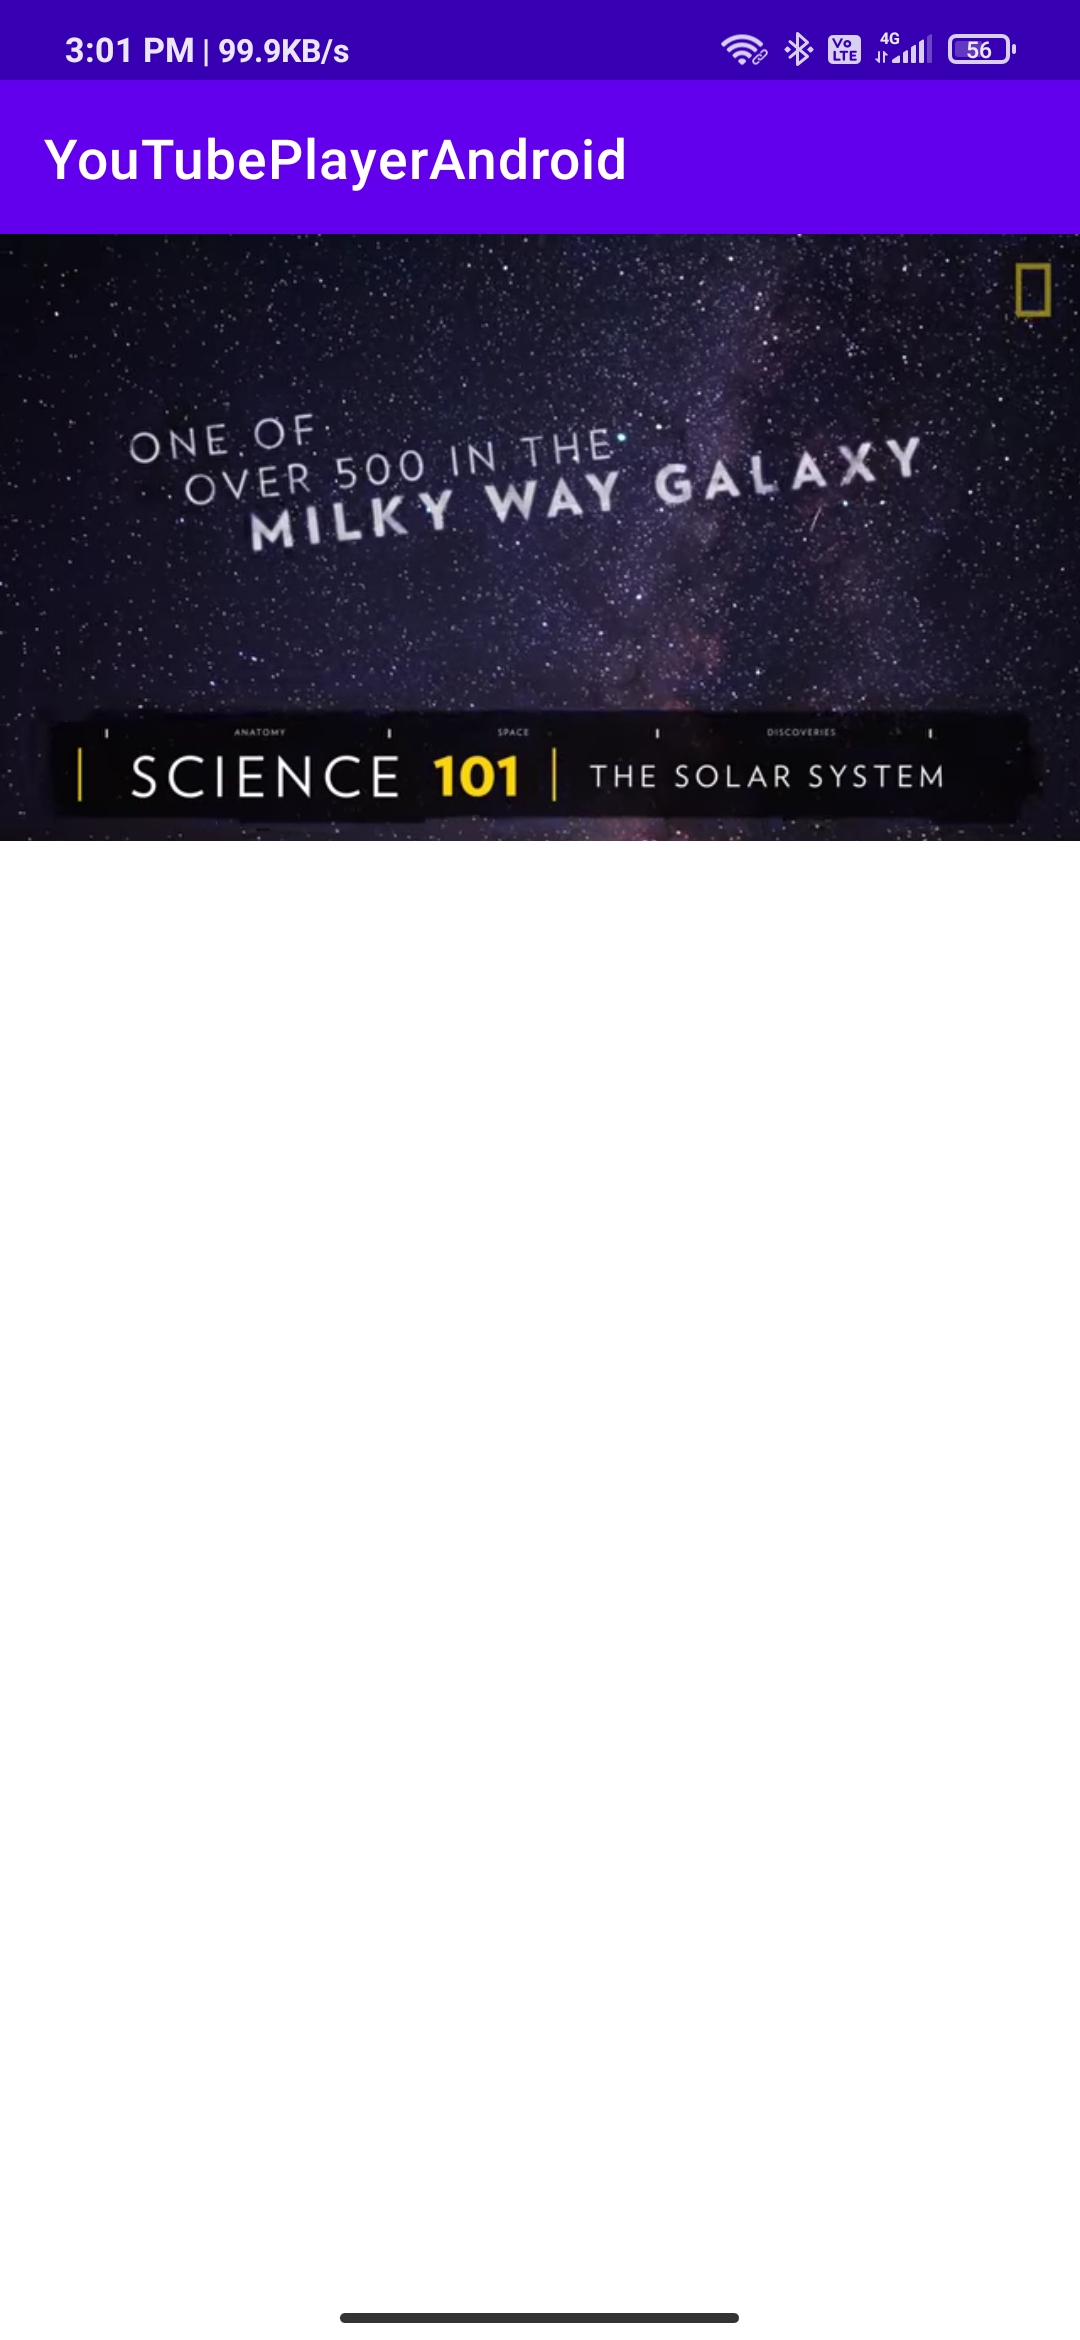 3:01 PM | 99.9KB/s
Vo LTE
4G
56
YouTubePlayerAndroid
ONE OF
OVER 500 IN THE
MILKY WAY GALAXY
ANATOMY SPACE DISCOVERIES
SCIENCE 101 THE SOLAR SYSTEM